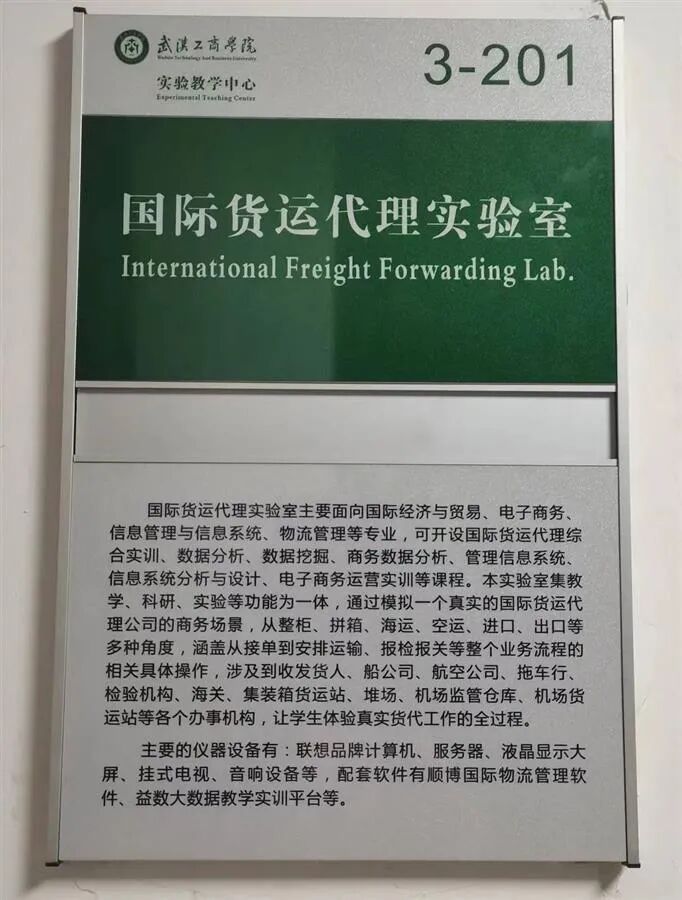 武汉工商学院
Wuhan Technology And Business University
3-201
实验教学中心
Experimental Teaching Center
国际货运代理实验室
International Freight Forwarding Lab.
国际货运代理实验室主要面向国际经济与贸易、电子商务、
信息管理与信息系统、物流管理等专业，可开设国际货运代理综
合实训、数据分析、数据挖掘、商务数据分析、管理信息系统、
信息系统分析与设计、电子商务运营实训等课程。本实验室集教
学、科研、实验等功能为一体，通过模拟一个真实的国际货运代
理公司的商务场景，从整柜、拼箱、海运、空运、进口、出口等
多种角度，涵盖从接单到安排运输、报检报关等整个业务流程的
相关具体操作，涉及到收发货人、船公司、航空公司、拖车行、
检验机构、海关、集装箱货运站、堆场、机场监管仓库、机场货
运站等各个办事机构，让学生体验真实货代工作的全过程。
主要的仪器设备有：联想品牌计算机、服务器、液晶显示大
屏、挂式电视、音响设备等，配套软件有顺博国际物流管理软
件、益数大数据教学实训平台等。